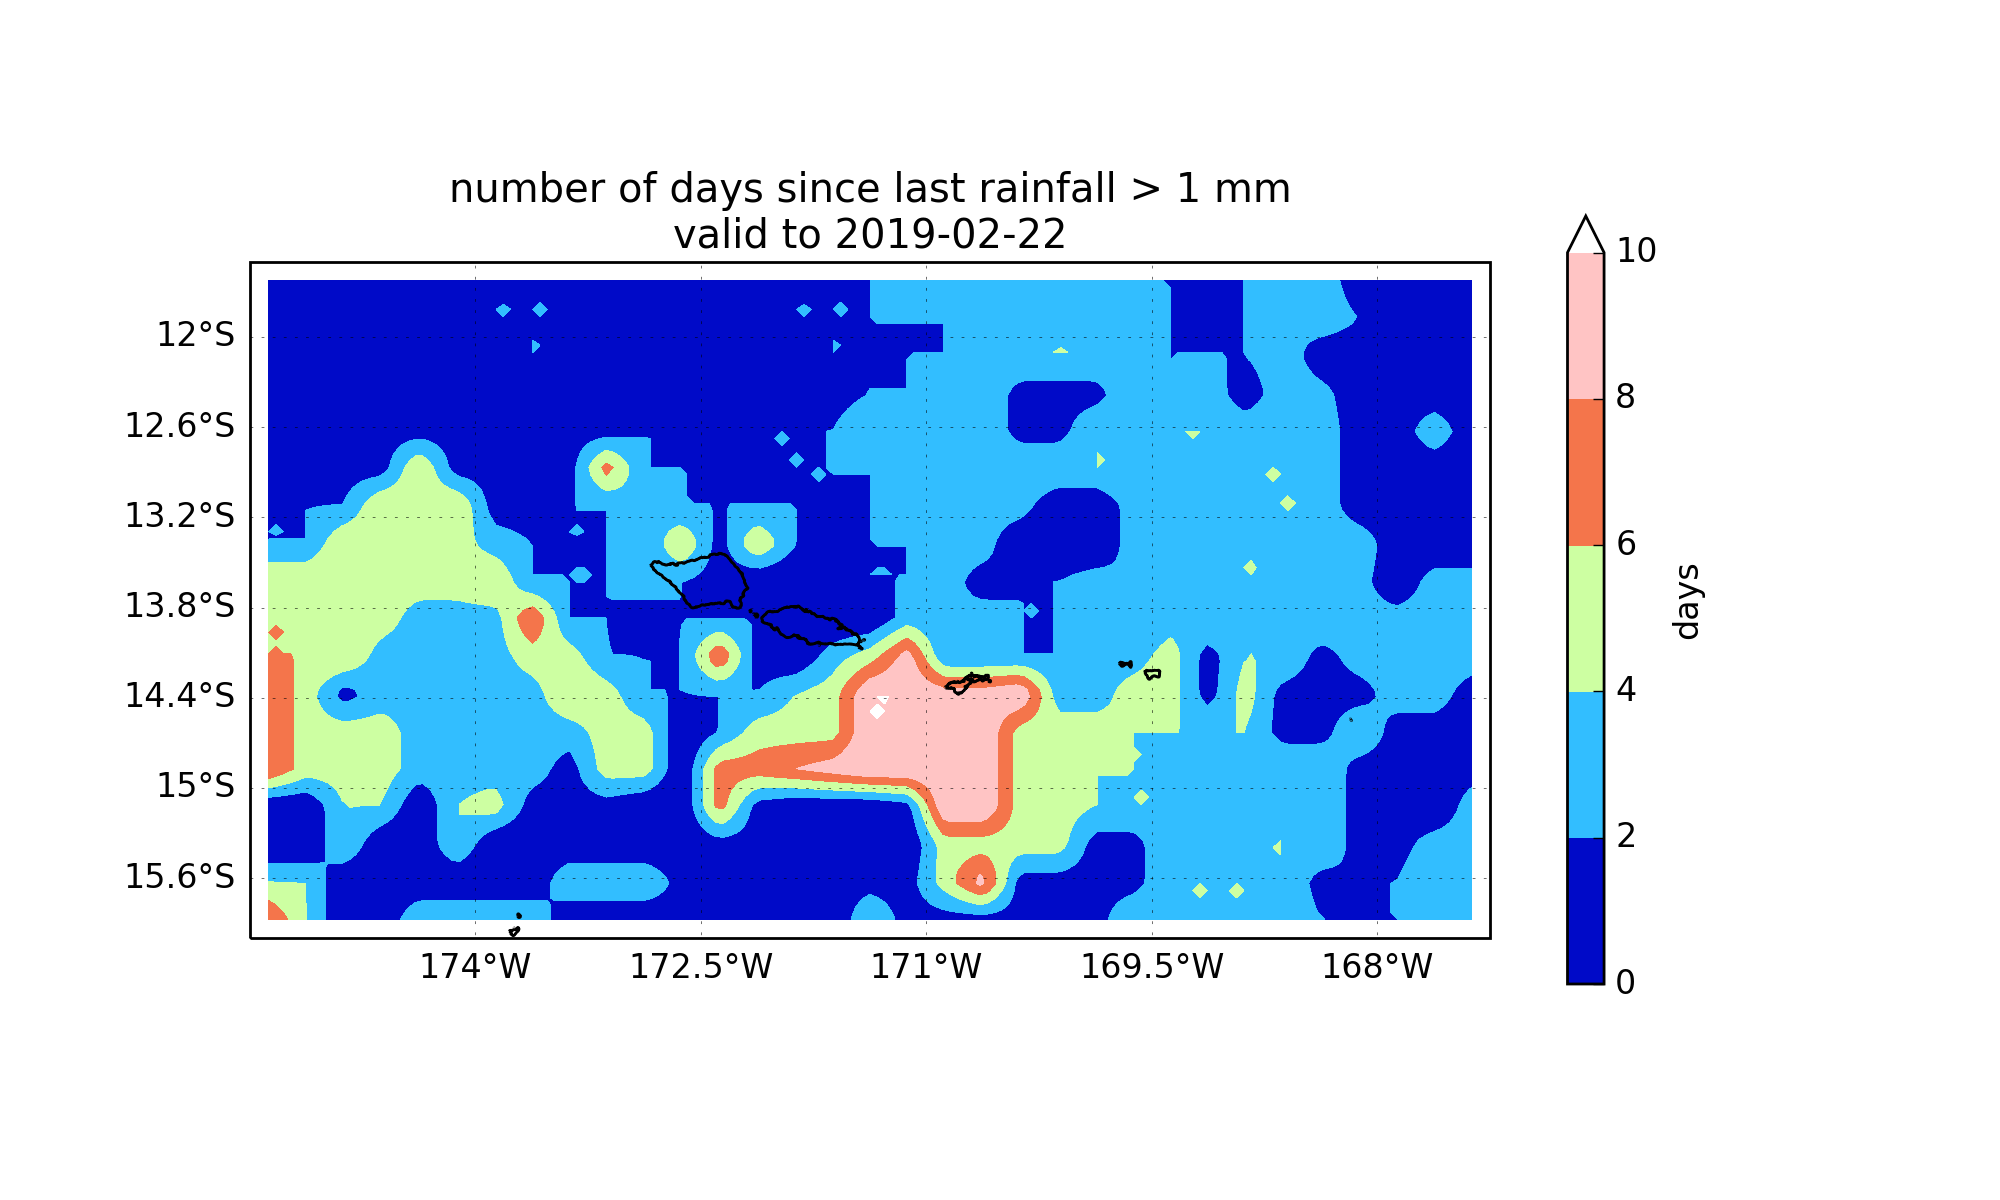 number of days since last rainfall > 1 mm
valid to 2019-02-22
12°S
12.6°S
13.2°S
13.8°S
14.4°S
15°S
15.6°S
174°W
172.5°W
171°W
169.5°W
168°W
10
8
6
4
2
0
days